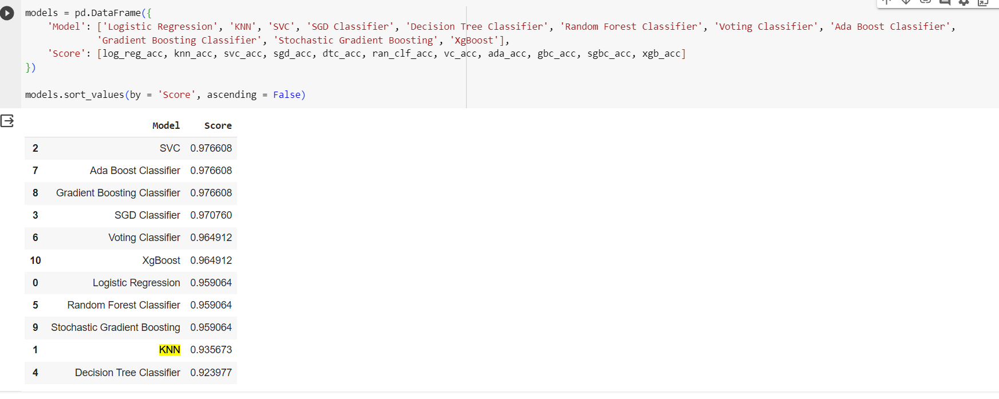 models = pd.DataFrame({
'Model': ['Logistic Regression', 'KNN', 'SVC', 'SGD Classifier', 'Decision Tree Classifier', 'Random Forest Classifier', 'Voting Classifier', 'Ada Boost Classifier',
'Gradient Boosting Classifier', 'Stochastic Gradient Boosting', 'XgBoost'],
'Score': [log_reg_acc, knn_acc, svc_acc, sgd_acc, dtc_acc, ran_clf_acc, vc_acc, ada_acc, gbc_acc, sgbc_acc, xgb_acc]
})
models.sort_values(by = 'Score', ascending = False)
Model Score
2 SVC 0.976608
7 Ada Boost Classifier 0.976608
8 Gradient Boosting Classifier 0.976608
3 SGD Classifier 0.970760
6 Voting Classifier 0.964912
10 XgBoost 0.964912
0 Logistic Regression 0.959064
5 Random Forest Classifier 0.959064
9 Stochastic Gradient Boosting 0.959064
1 KNN 0.935673
4 Decision Tree Classifier 0.923977